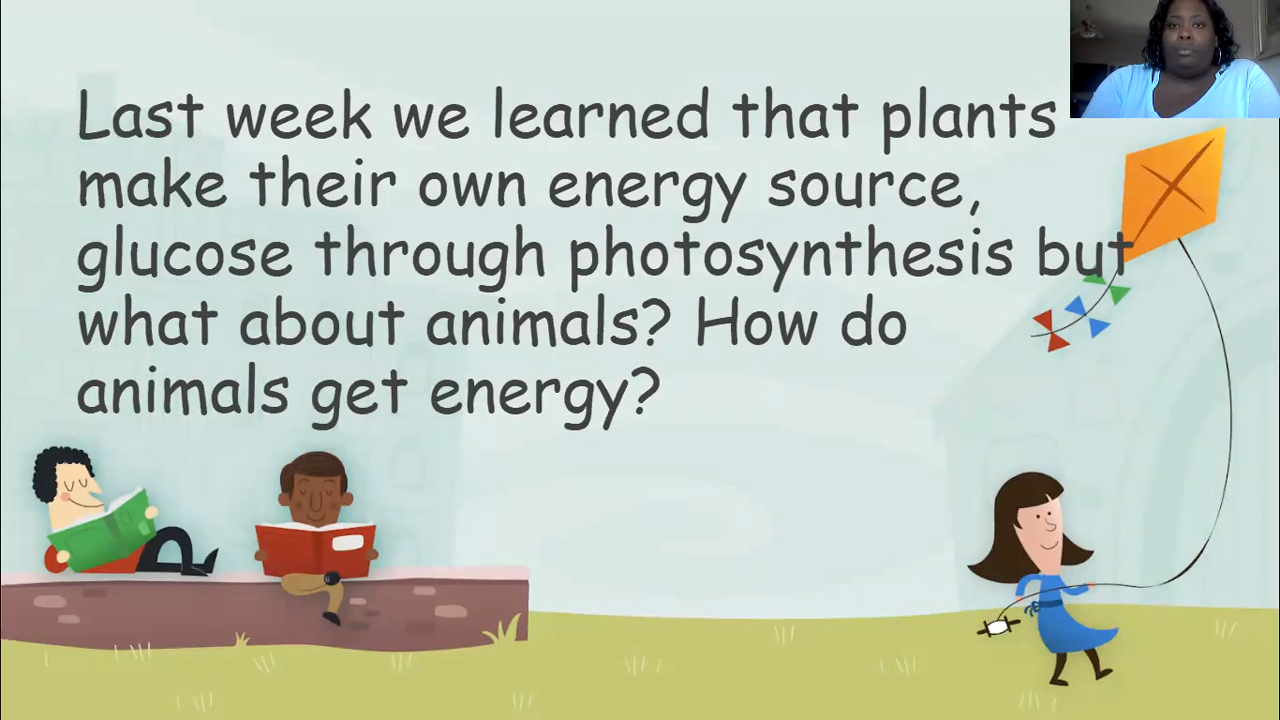 Last week we learned that plants
make their own energy source,
glucose through photosynthesis but
what about animals? How do
animals get energy?